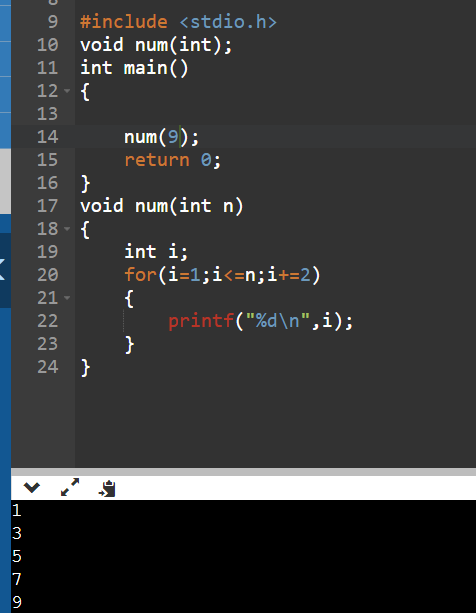 9 #include <stdio.h>
10 void num(int);
11 int main()
12 {
13
14     num(9);
15     return 0;
16 }
17 void num(int n)
18 {
19     int i;
20     for(i=1;i<=n;i+=2)
21     {
22         printf("%d\n",i);
23     }
24 }
1
3
5
7
9